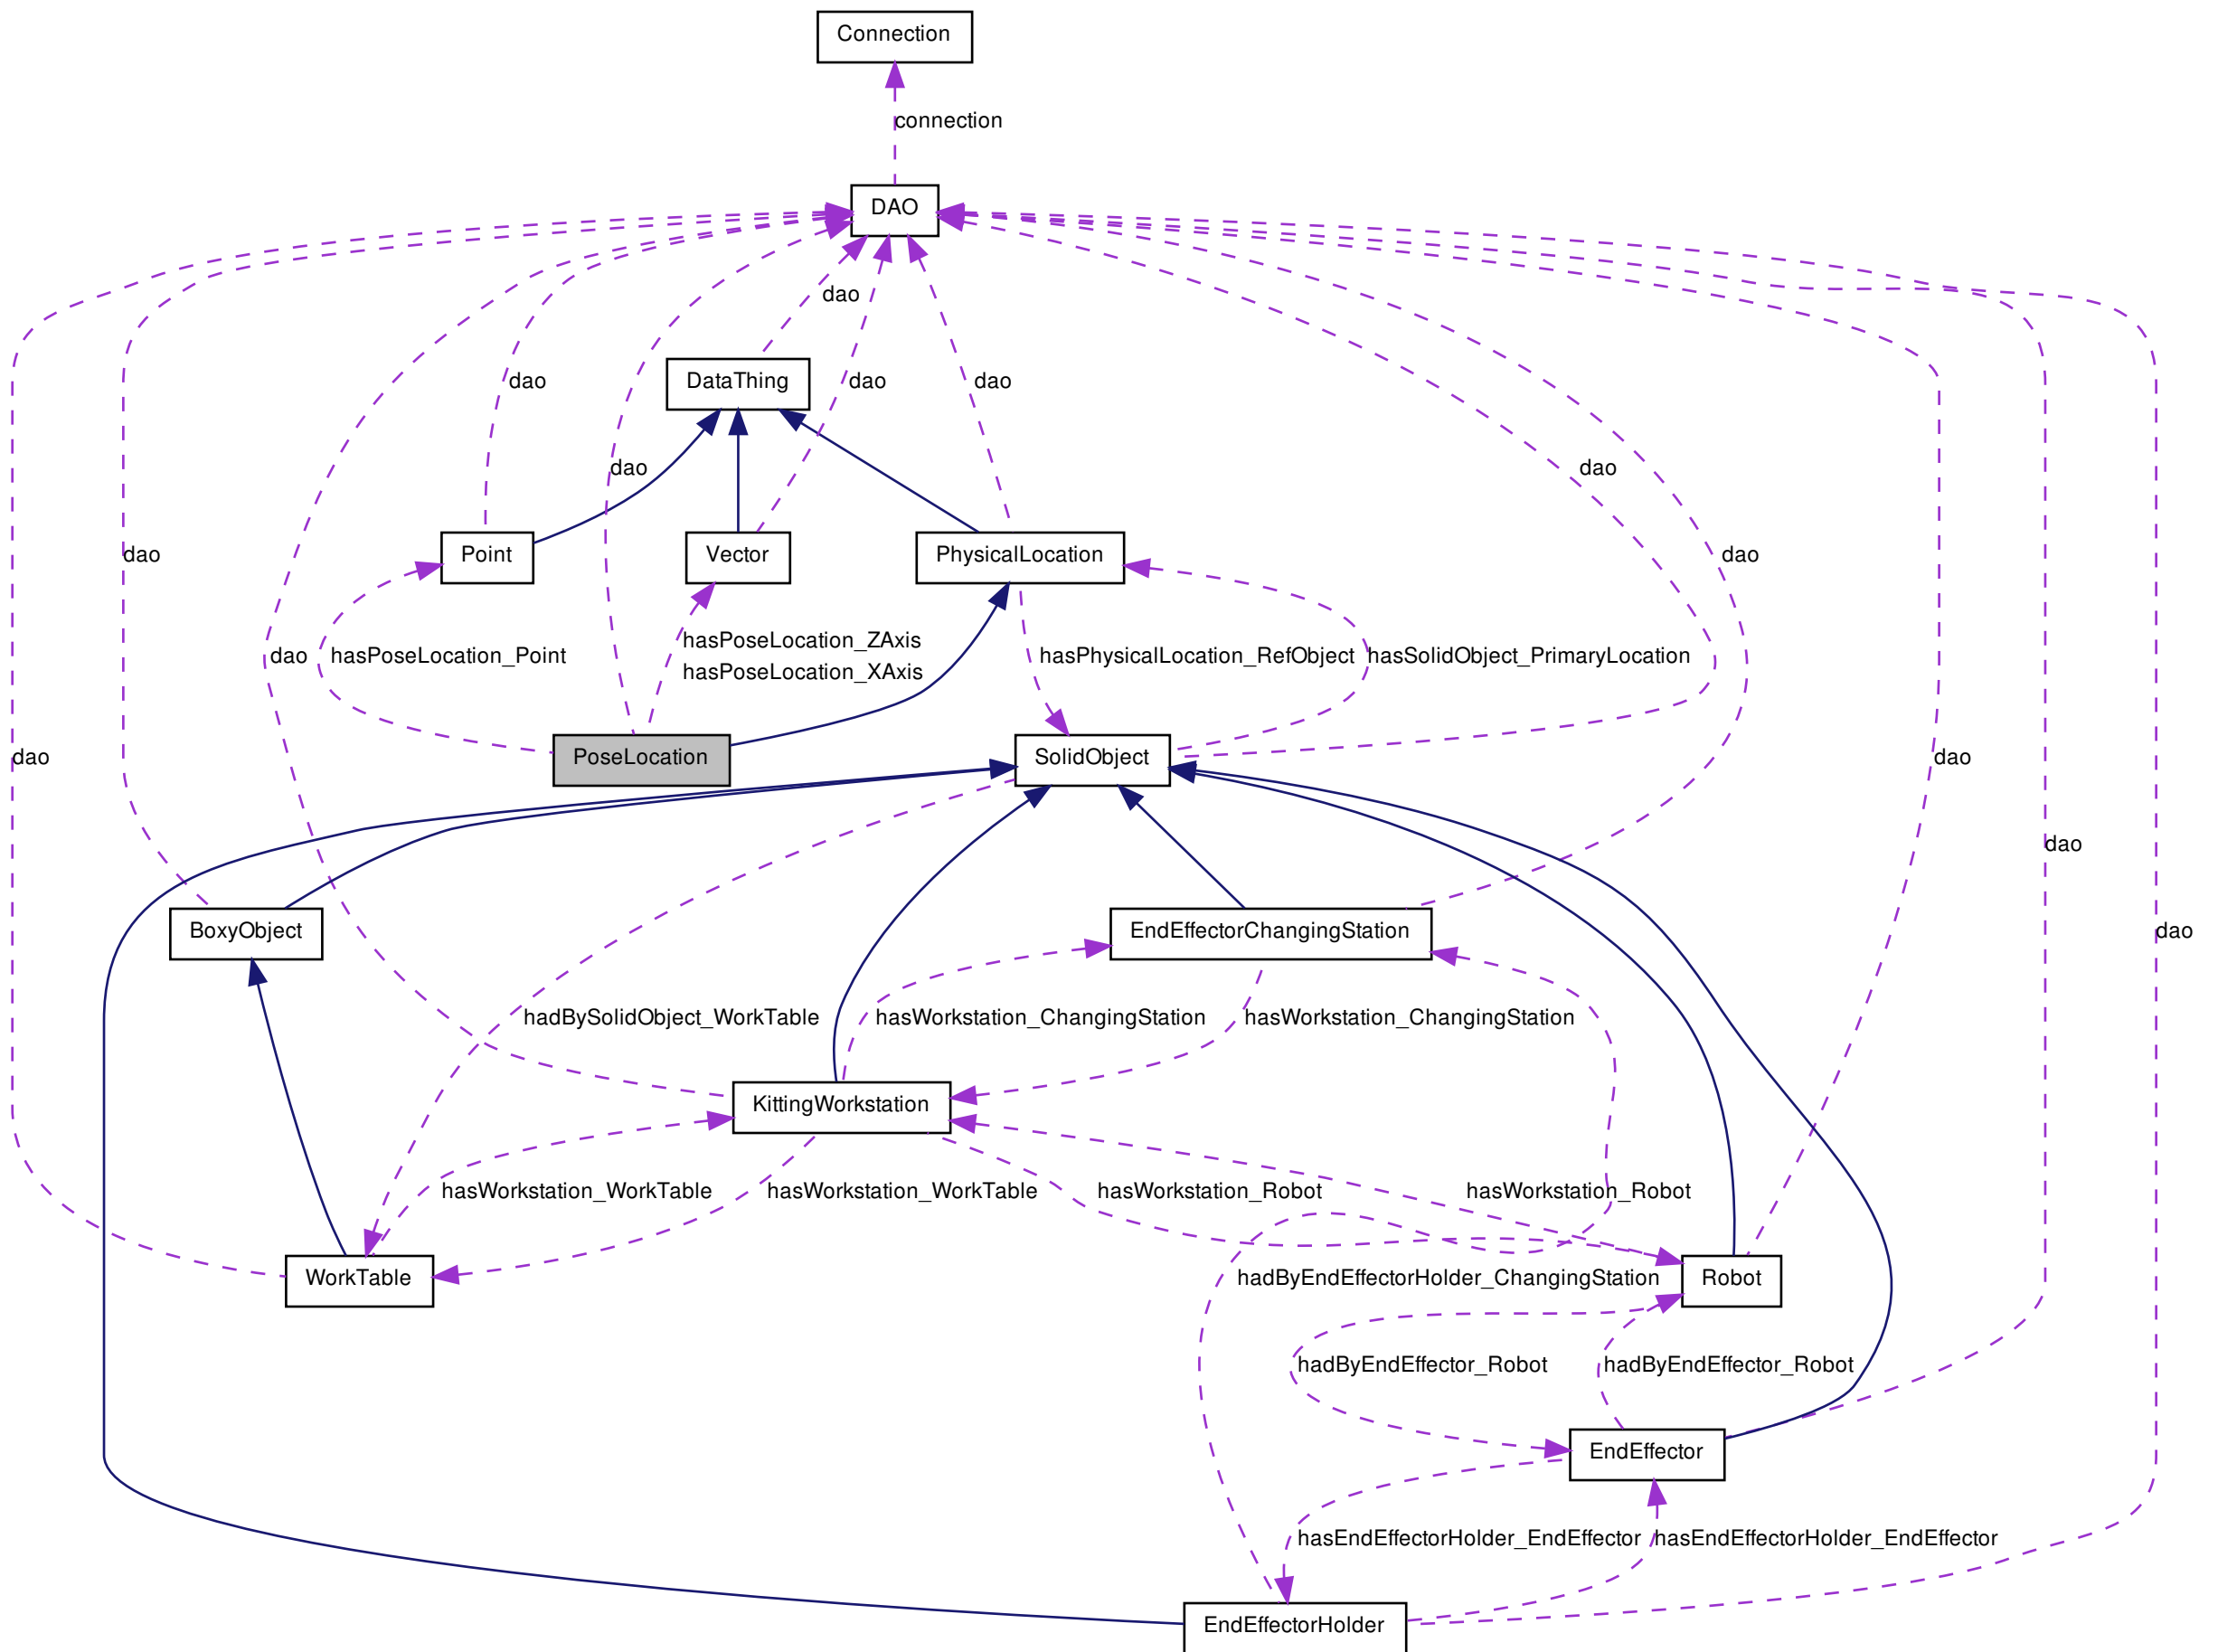 Connection
connection
DAO
dao
DataThing
dao
dao
dao
dao
dao
dao
Point
Vector
PhysicalLocation
dao
dao
hasPoseLocation_ZAxis
dao
hasPoseLocation_Point
hasPhysicalLocation_RefObject
hasSolidObject_PrimaryLocation
hasPoseLocation_XAxis
dao
PoseLocation
SolidObject
dao
dao
BoxyObject
EndEffectorChangingStation
dao
hadBySolidObject_WorkTable
hasWorkstation_ChangingStation
hasWorkstation_ChangingStation
KittingWorkstation
hasWorkstation_WorkTable
hasWorkstation_WorkTable
hasWorkstation_Robot
hasWorkstation_Robot
WorkTable
hadByEndEffectorHolder_ChangingStation
Robot
hadByEndEffector_Robot
hadByEndEffector_Robot
EndEffector
hasEndEffectorHolder_EndEffector
hasEndEffectorHolder_EndEffector
EndEffectorHolder